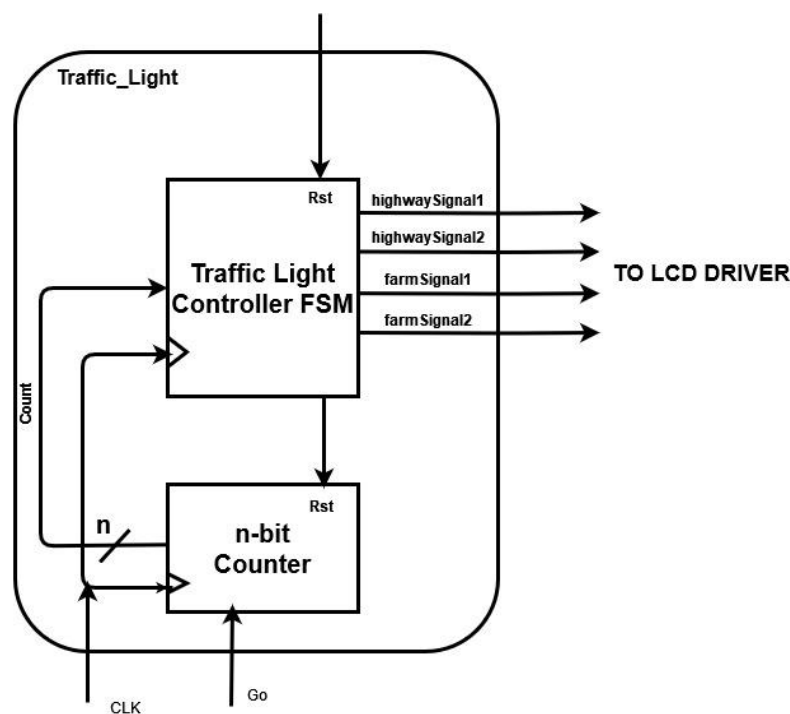 Traffic_Light
Rst
highwaySignal1
highwaySignal2
farmSignal1
farmSignal2
TO LCD DRIVER
Traffic Light
Controller FSM
Count
n
Rst
n-bit
Counter
CLK
Go